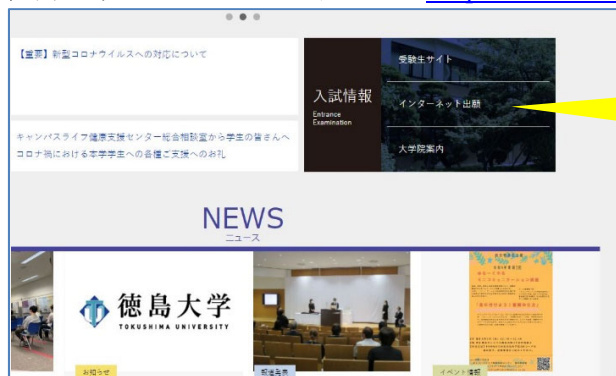 【重要】新型コロナウイルスへの対応について
キャンパスライフ健康支援センター総合相談室から学生の皆さんへ
コロナ禍における本学学生への各種ご支援へのお礼
入試情報
Entrance
Examination
受験生サイト
インターネット出願
大学院案内
NEWS
ニュース
徳島大学
TOKUSHIMA UNIVERSITY
お知らせ
報道発表
イベント情報